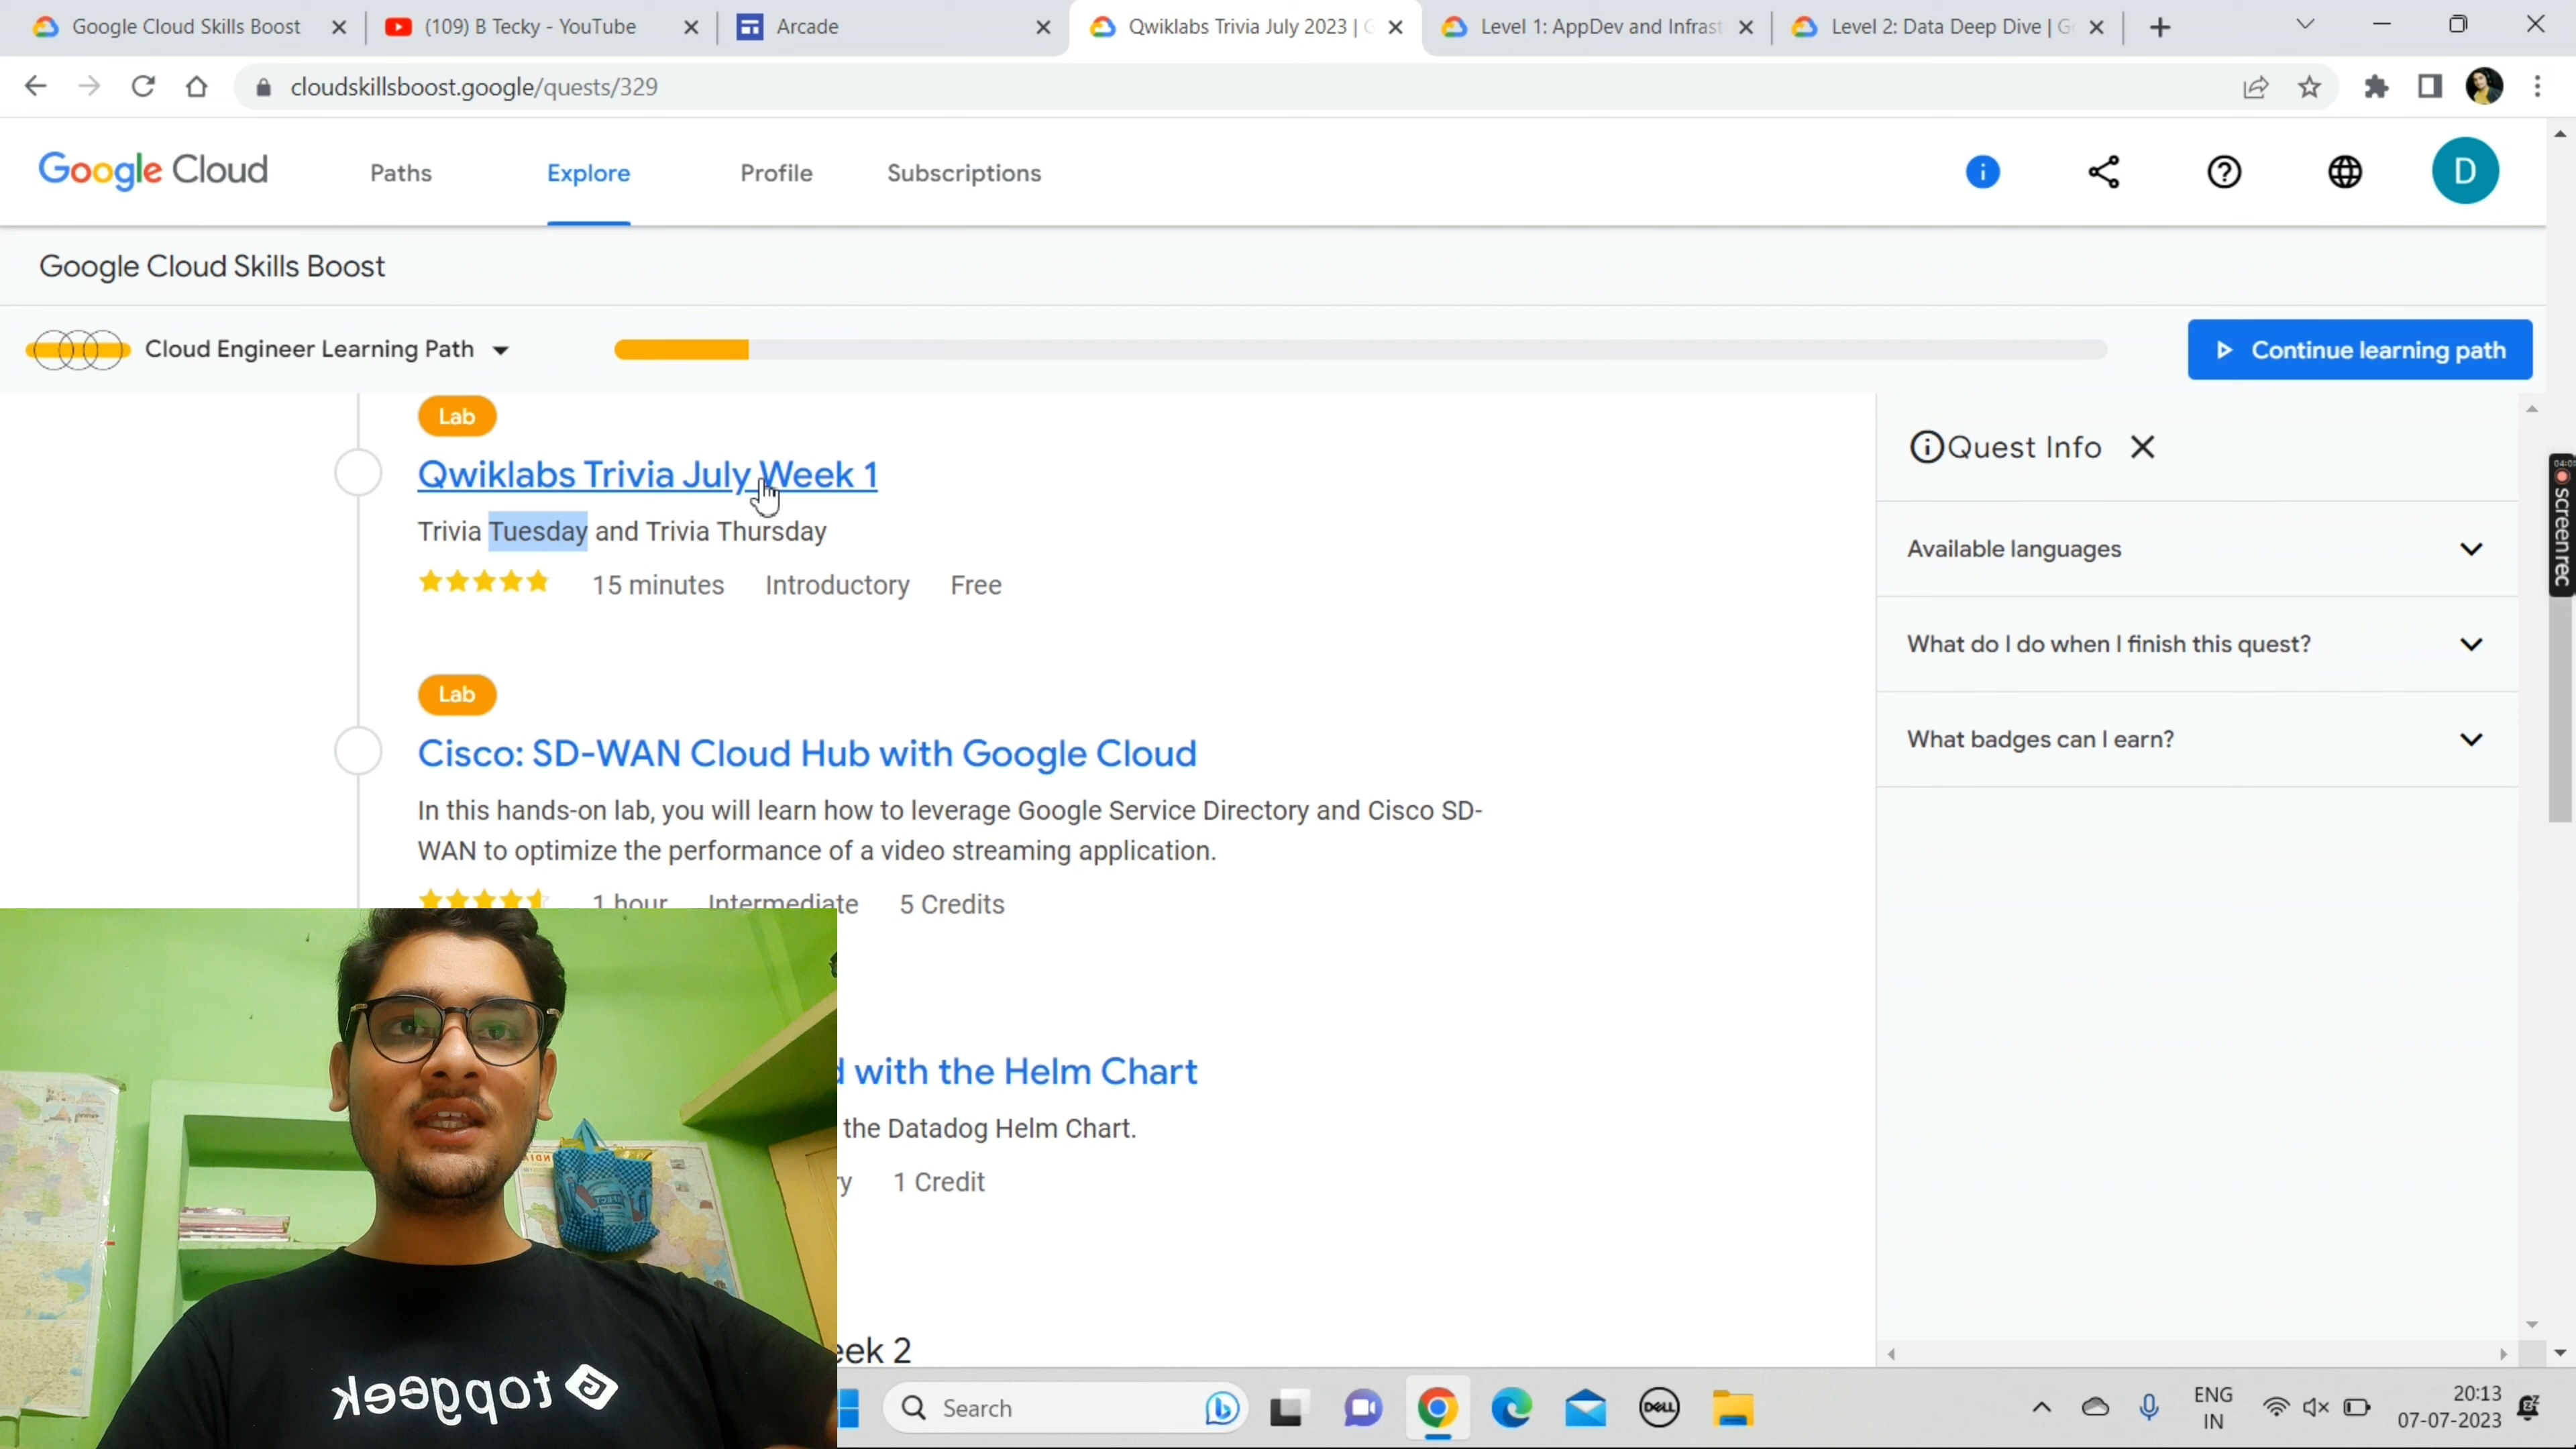 Google Cloud Skills Boost
(109) B Tecky - YouTube
Arcade
Qwiklabs Trivia July 2023 | G
Level 1: AppDev and Infrast
Level 2: Data Deep Dive | G
cloudskillsboost.google/quests/329
Google Cloud
Paths
Explore
Profile
Subscriptions
D
Google Cloud Skills Boost
Cloud Engineer Learning Path
Continue learning path
Lab
Qwiklabs Trivia July Week 1
Trivia Tuesday and Trivia Thursday
15 minutes Introductory Free
Lab
Cisco: SD-WAN Cloud Hub with Google Cloud
In this hands-on lab, you will learn how to leverage Google Service Directory and Cisco SD-
WAN to optimize the performance of a video streaming application.
1 hour Intermediate 5 Credits
with the Helm Chart
the Datadog Helm Chart.
1 Credit
eek 2
Quest Info
Available languages
What do I do when I finish this quest?
What badges can I earn?
screenrec
topgeek
Search
DELL
ENG
IN
20:13
07-07-2023